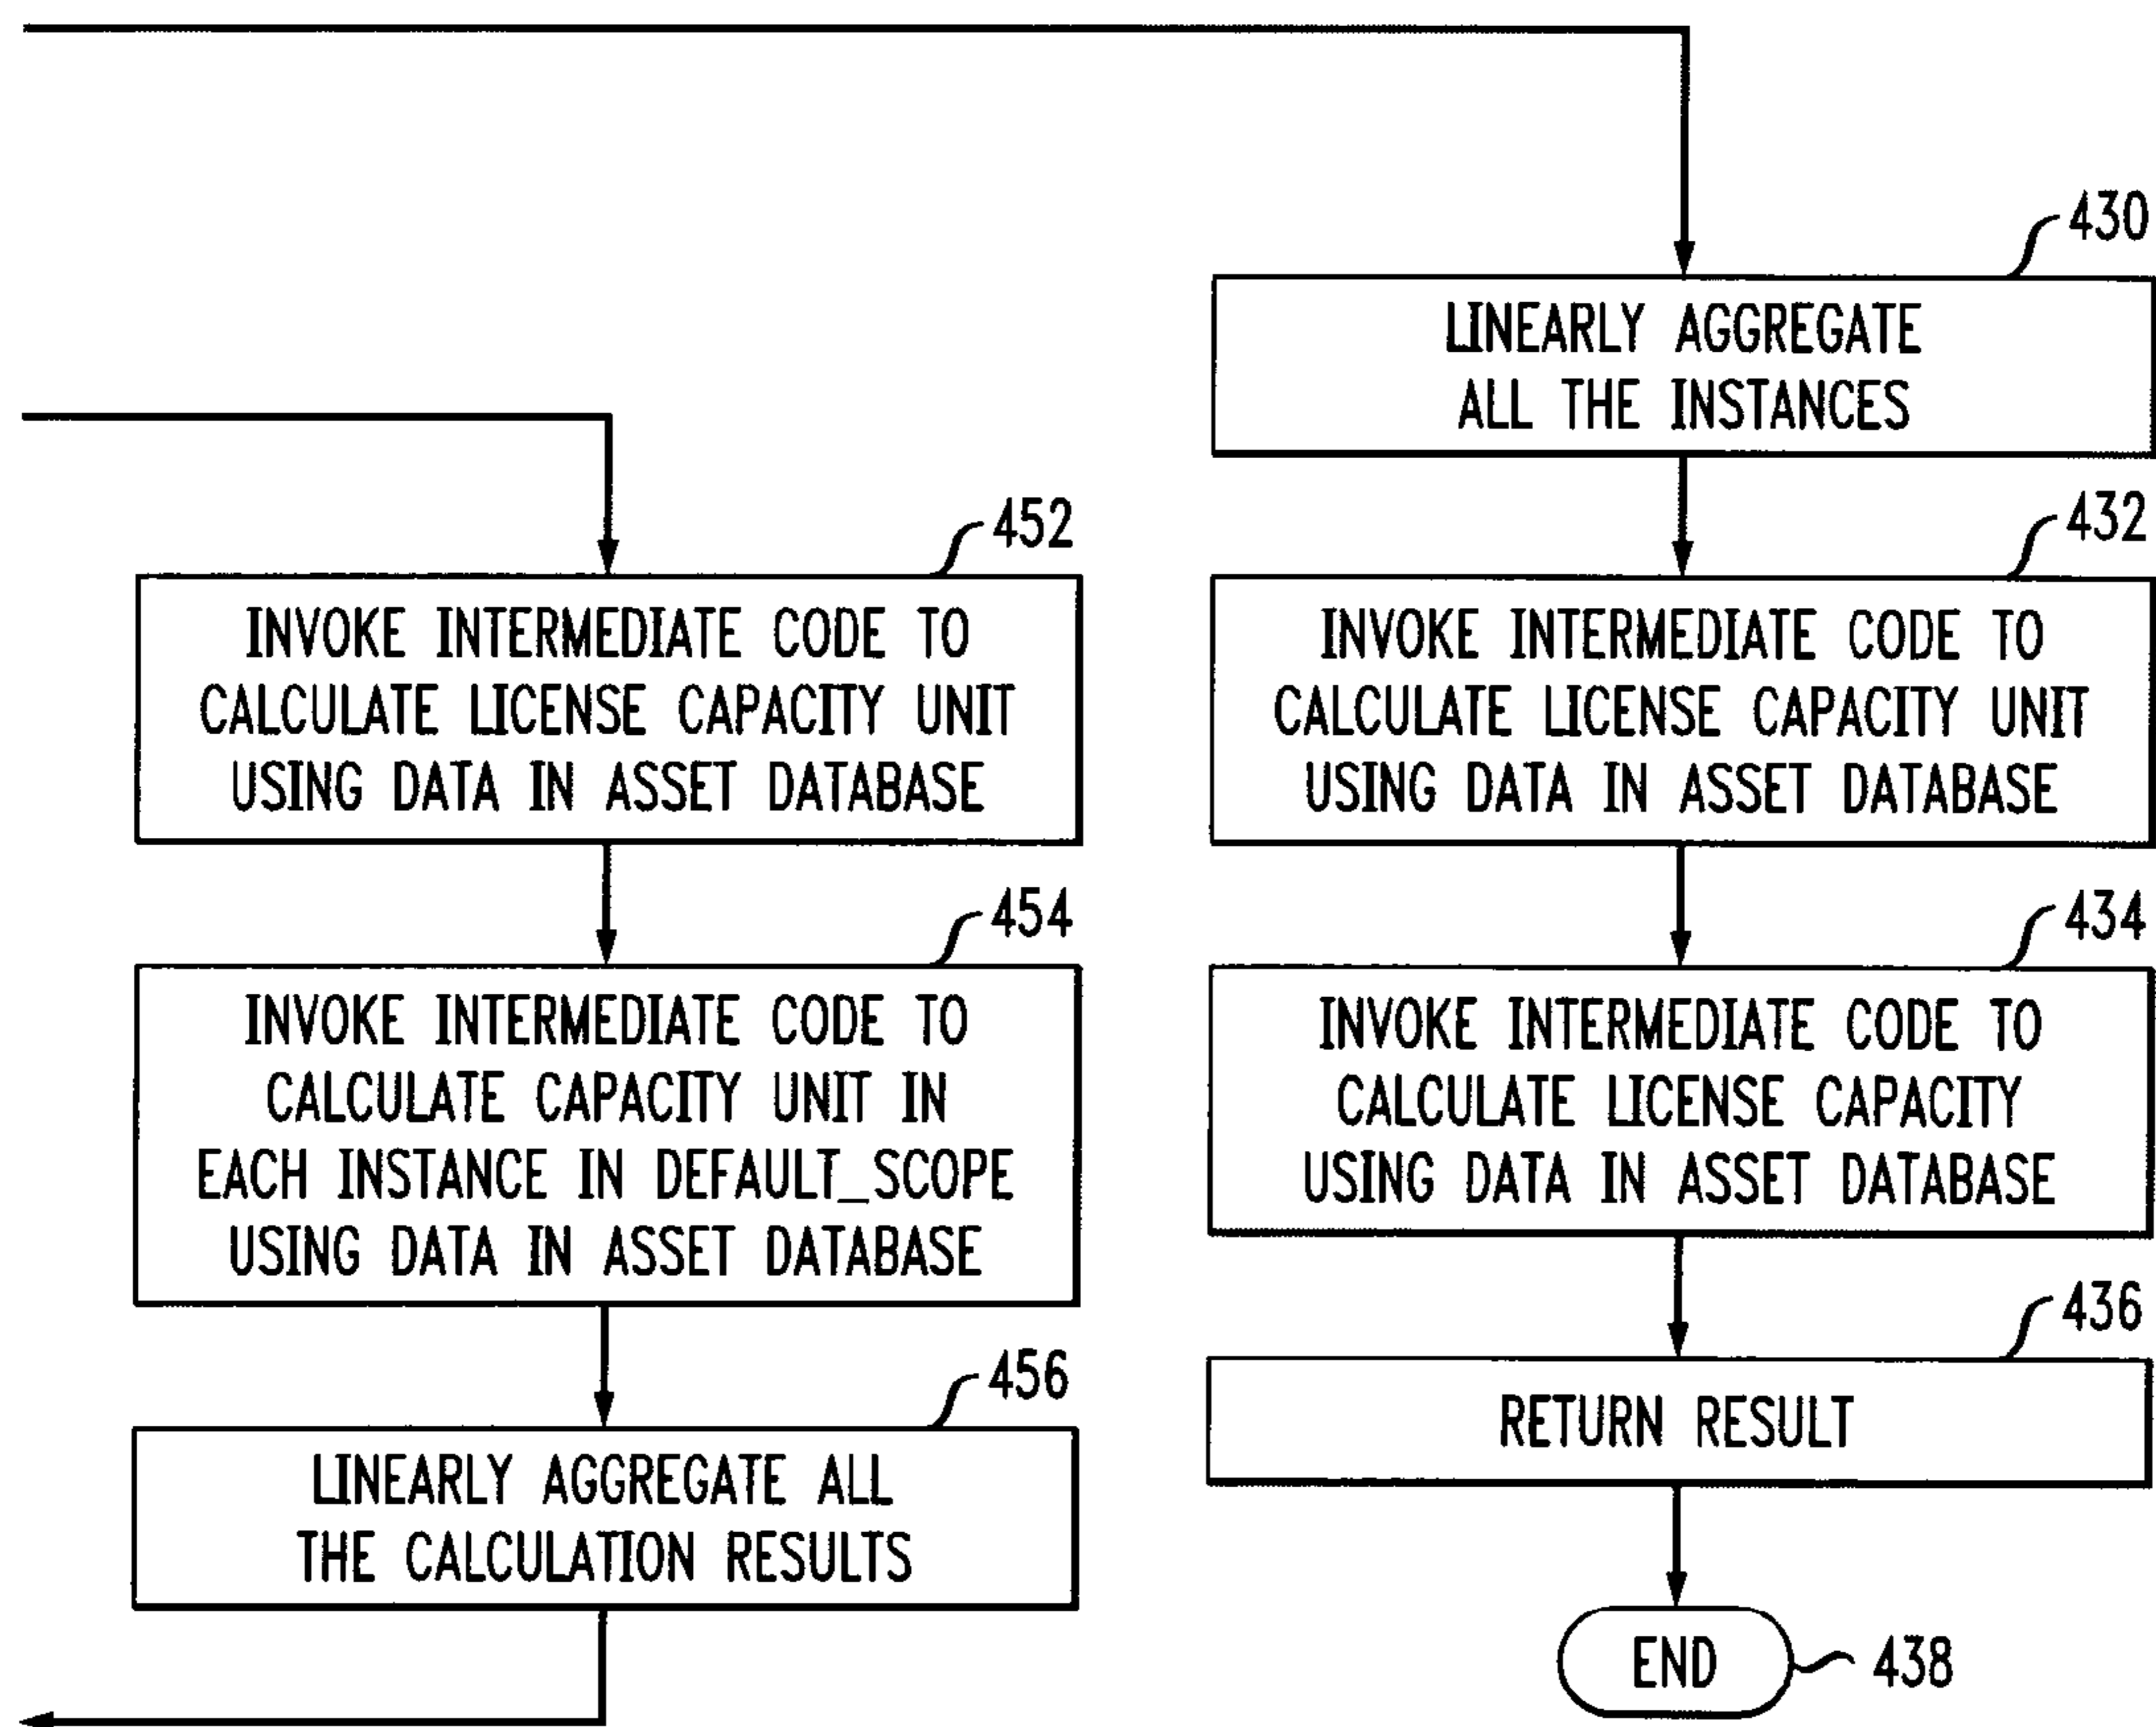 430
LINEARLY AGGREGATE
ALL THE INSTANCES
452
INVOKE INTERMEDIATE CODE TO
CALCULATE LICENSE CAPACITY UNIT
USING DATA IN ASSET DATABASE
454
INVOKE INTERMEDIATE CODE TO
CALCULATE CAPACITY UNIT IN
EACH INSTANCE IN DEFAULT_SCOPE
USING DATA IN ASSET DATABASE
456
LINEARLY AGGREGATE ALL
THE CALCULATION RESULTS
432
INVOKE INTERMEDIATE CODE TO
CALCULATE LICENSE CAPACITY UNIT
USING DATA IN ASSET DATABASE
434
INVOKE INTERMEDIATE CODE TO
CALCULATE LICENSE CAPACITY
USING DATA IN ASSET DATABASE
436
RETURN RESULT
END
438